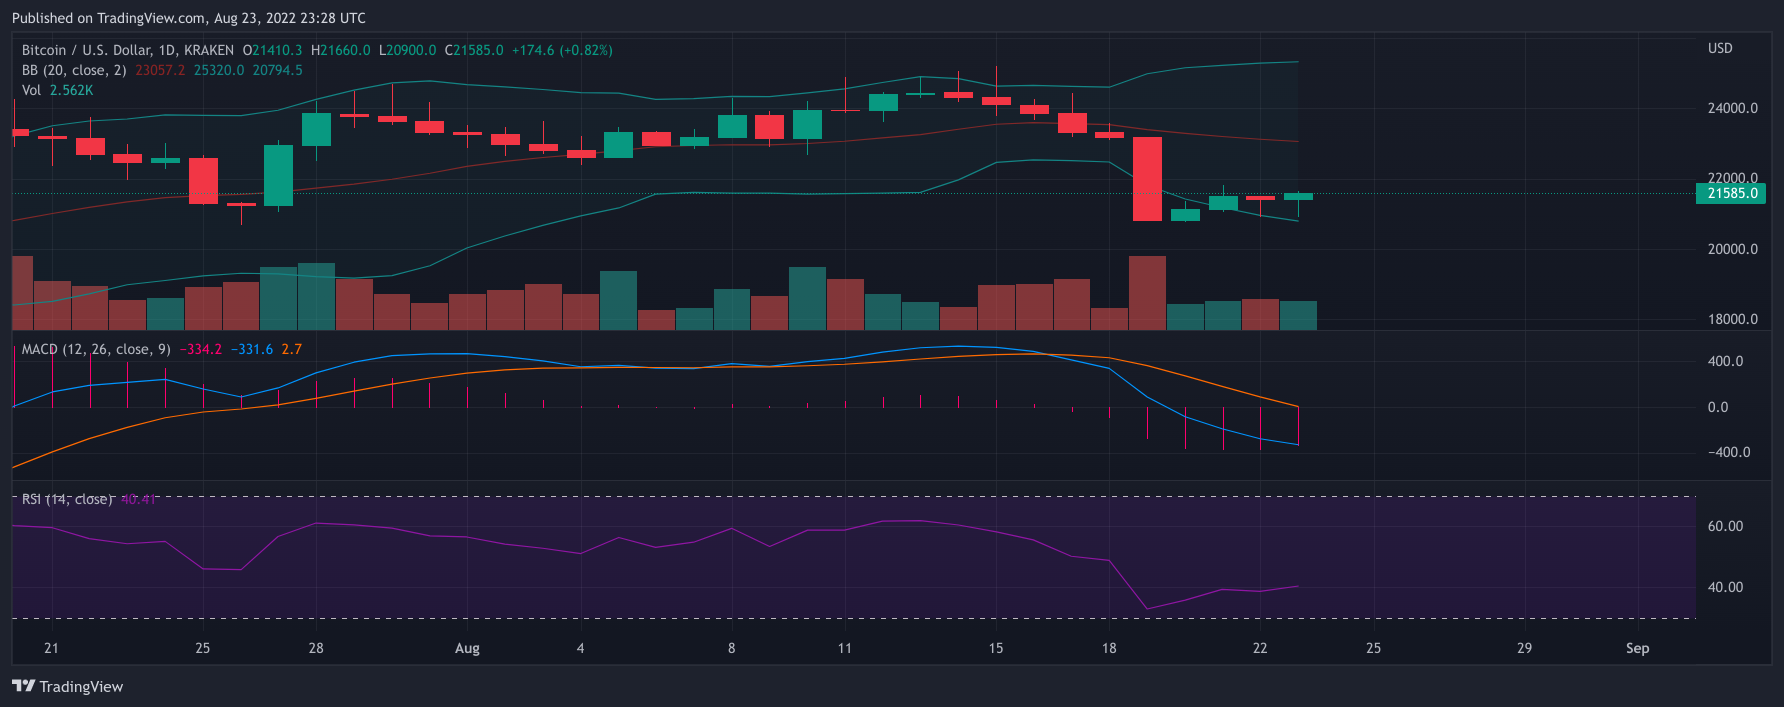 Published on TradingView.com, Aug 23, 2022 23:28 UTC
Bitcoin / U.S. Dollar, 1D, KRAKEN O21410.3 H21660.0 L20900.0 C21585.0 +174.6 (+0.82%)
USD
BB (20, close, 2) 23057.2 25320.0 20794.5
Vol 2.562K
24000.0
22000.0
21585.0
20000.0
18000.0
MACD (12, 26, close, 9) −334.2 −331.6 2.7
400.0
0.0
−400.0
RSI (14, close) 40.41
60.00
40.00
21 25 28 Aug 4 8 11 15 18 22 25 29 Sep
TradingView